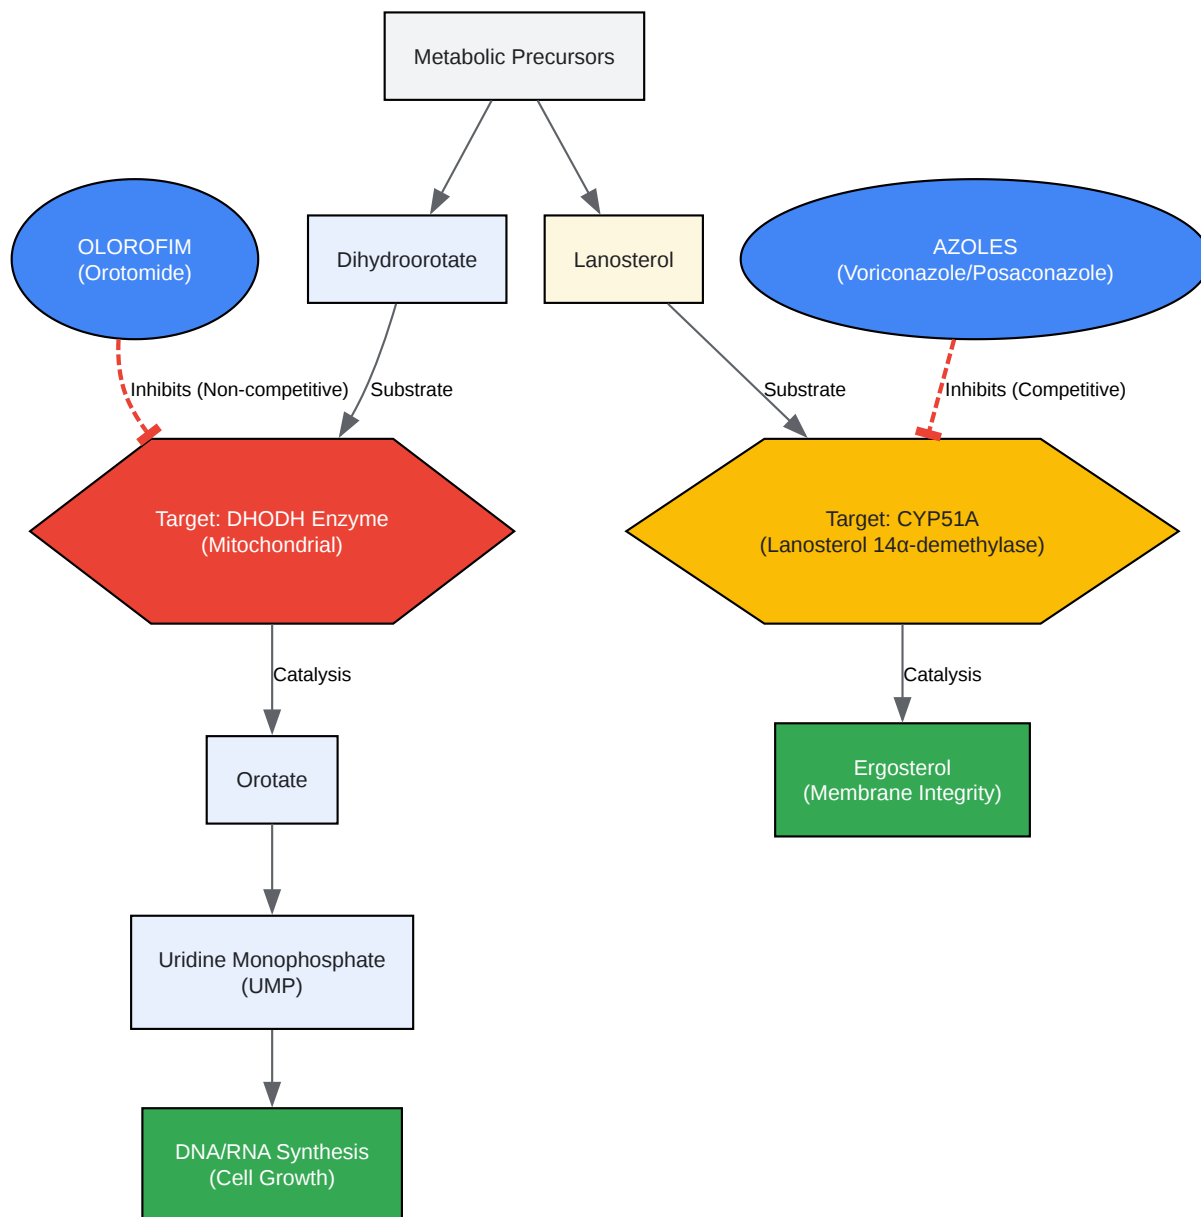 Metabolic Precursors
OLOROFIM
(Orotomide)
Dihydroorotate
Lanosterol
AZOLES
(Voriconazole/Posaconazole)
Inhibits (Non-competitive)
Substrate
Substrate
Inhibits (Competitive)
Target: DHODH Enzyme
(Mitochondrial)
Target: CYP51A
(Lanosterol 14α-demethylase)
Catalysis
Catalysis
Orotate
Ergosterol
(Membrane Integrity)
Uridine Monophosphate
(UMP)
DNA/RNA Synthesis
(Cell Growth)